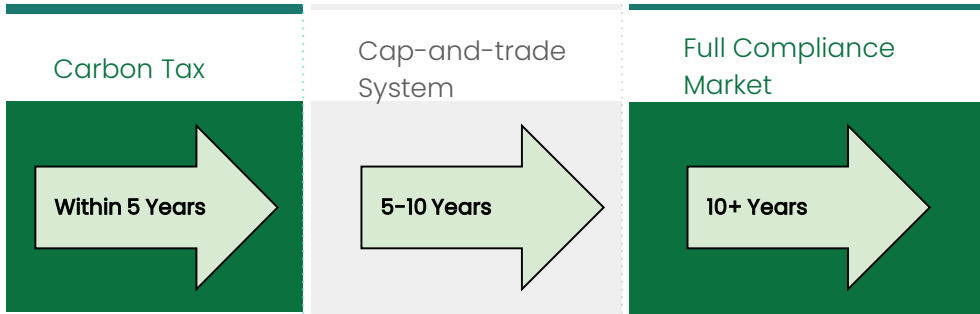 Carbon Tax
Cap-and-trade
System
Full Compliance
Market
Within 5 Years
5-10 Years
10+ Years